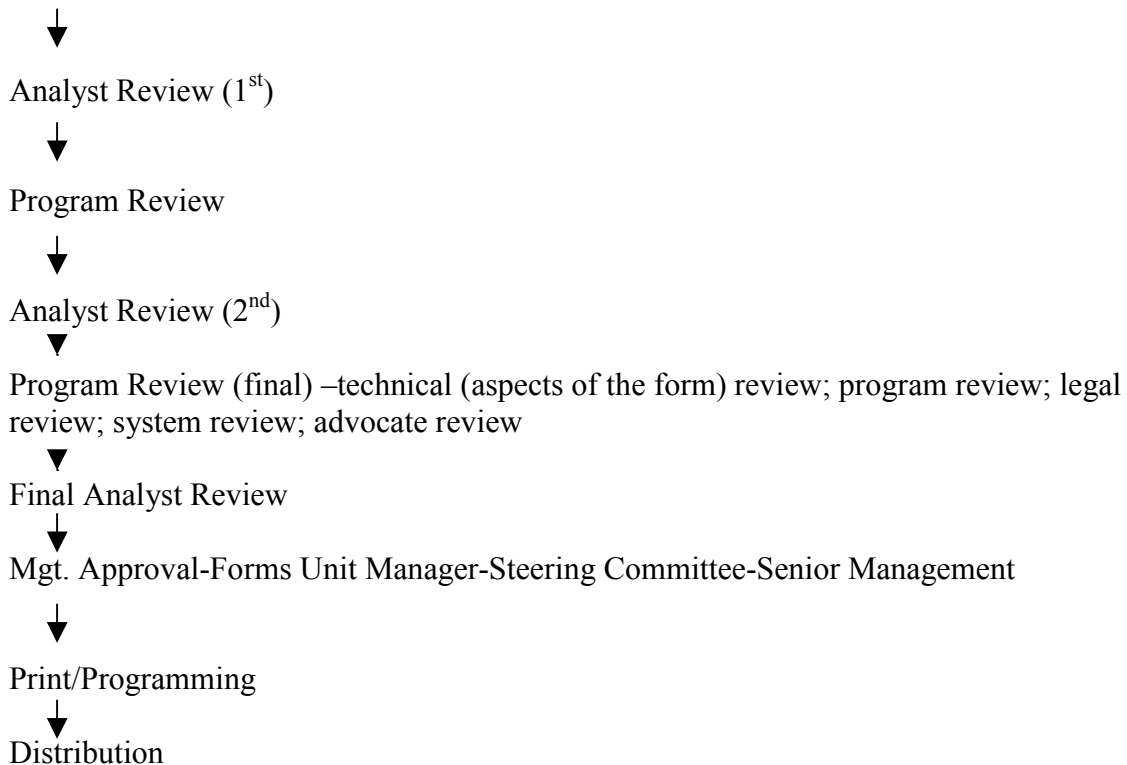 Analyst Review (1st)
Program Review
Analyst Review (2nd)
Program Review (final) –technical (aspects of the form) review; program review; legal
review; system review; advocate review
Final Analyst Review
Mgt. Approval-Forms Unit Manager-Steering Committee-Senior Management
Print/Programming
Distribution